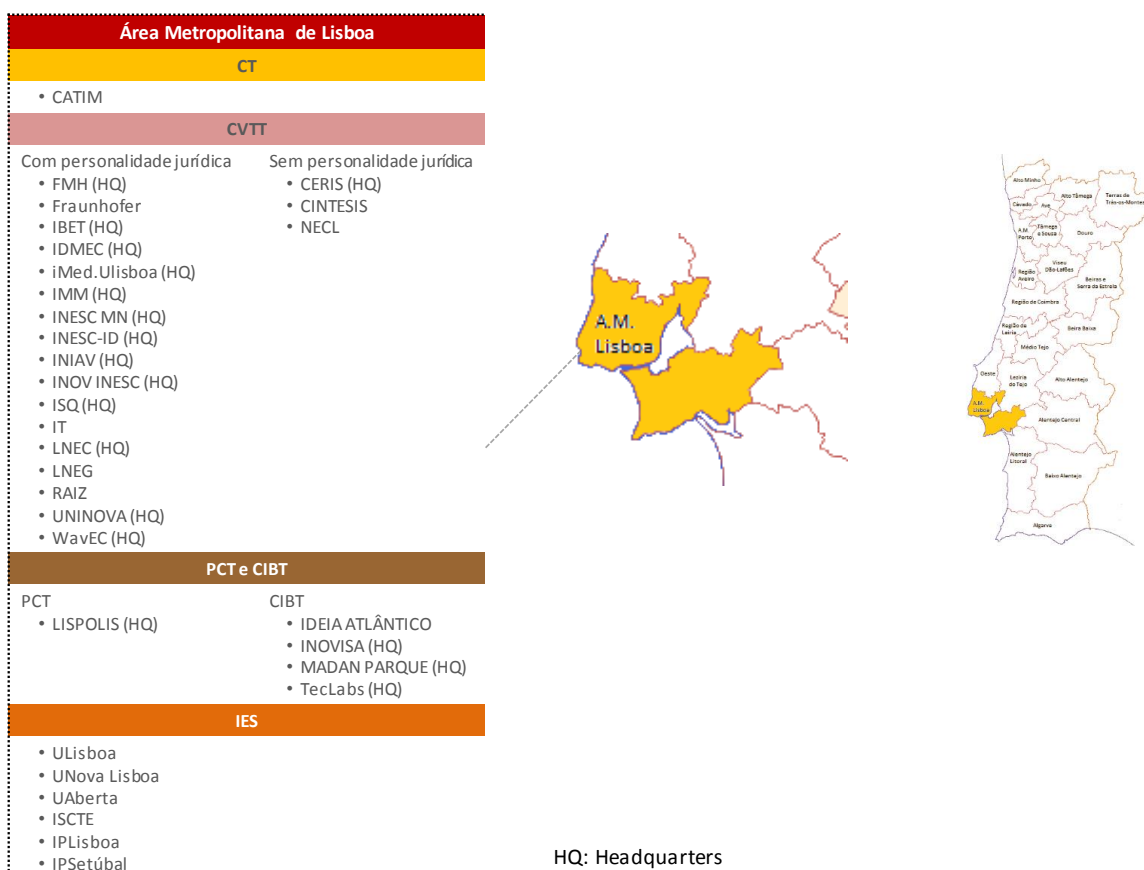 Área Metropolitana de Lisboa
CT
• CATIM
CVTT
Com personalidade jurídica
• FMH (HQ)
• Fraunhofer
• IBET (HQ)
• IDMEC (HQ)
• iMed.Ulisboa (HQ)
• IMM (HQ)
• INESC MN (HQ)
• INESC-ID (HQ)
• INIAV (HQ)
• INOV INESC (HQ)
• ISQ (HQ)
• IT
• LNEC (HQ)
• LNEG
• RAIZ
• UNINOVA (HQ)
• WavEC (HQ)
Sem personalidade jurídica
• CERIS (HQ)
• CINTESIS
• NECL
PCT e CIBT
PCT
• LISPOLIS (HQ)
CIBT
• IDEIA ATLÂNTICO
• INOVISA (HQ)
• MADAN PARQUE (HQ)
• TecLabs (HQ)
IES
• ULisboa
• UNova Lisboa
• UAberta
• ISCTE
• IPLisboa
• IPSetúbal
A.M.
Lisboa
Alto Minho
Alto Tâmega
Terras de
Trás-os-Montes
Cávado
Ave
A.M.
Porto
Tâmega
e Souza
Douro
Região
Aveiro
Viseu
Dão-Lafões
Beiras e
Serra da Estrela
Região de Coimbra
Região de
Leiria
Beira Baixa
Médio Tejo
Oeste
Lezíria
do Tejo
Alto Alentejo
A.M.
Lisboa
Alentejo Central
Alentejo
Litoral
Baixo Alentejo
Algarve
HQ: Headquarters